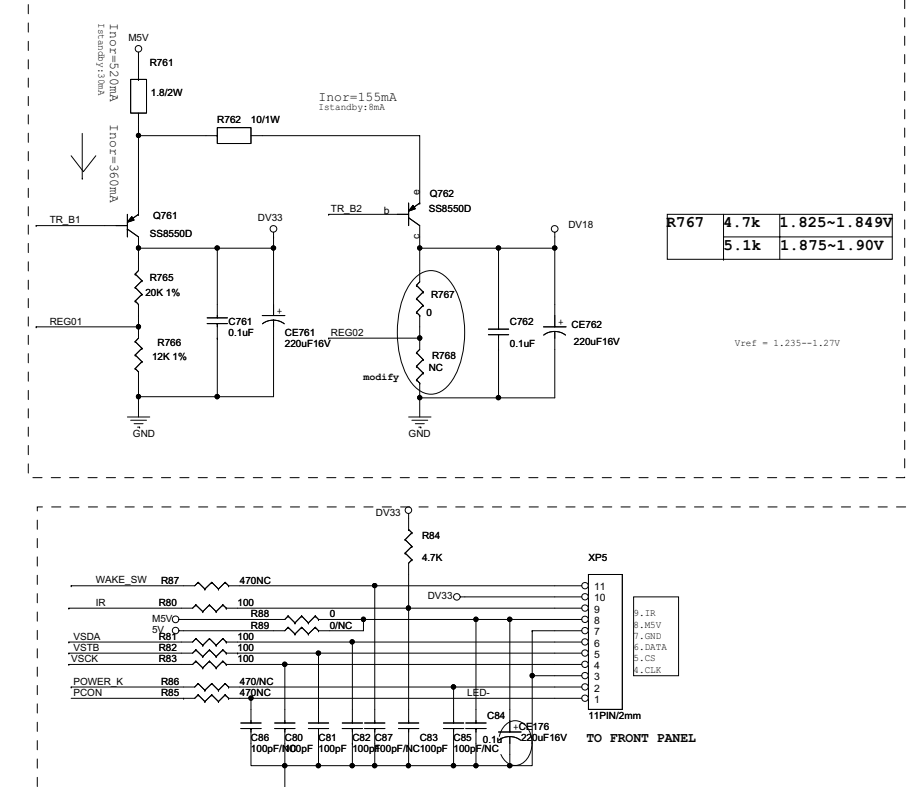 M5V
R761
1.8/2W
Inor=520mA
Istandby:30mA
Inor=360mA
R762 10/1W
Inor=155mA
Istandby:8mA
TR_B1
Q761
SS8550D
DV33
TR_B2
b
e
c
Q762
SS8550D
DV18
R767 4.7k 1.825~1.849V
5.1k 1.875~1.90V
R765
20K 1%
REG01
R766
12K 1%
C761
0.1uF
CE761
220uF16V
GND
R767
0
REG02
R768
NC
modify
C762
0.1uF
CE762
220uF16V
GND
Vref = 1.235--1.27V
DV33
R84
4.7K
XP5
WAKE_SW R87 470NC
IR R80 100
DV33
M5V R88 0
5V R89 0/NC
VSDA R81 100
VSTB R82 100
VSCK R83 100
POWER_K R86 470/NC
PCON R85 470NC
LED-
11
10
9
8
7
6
5
4
3
2
1
9.IR
8.M5V
7.GND
6.DATA
5.CS
4.CLK
11PIN/2mm
TO FRONT PANEL
C86
100pF/NC
C80
100pF
C81
100pF
C82
100pF
C87
100pF/NC
C83
100pF
C85
100pF/NC
C84
0.1u
CE176
220uF16V